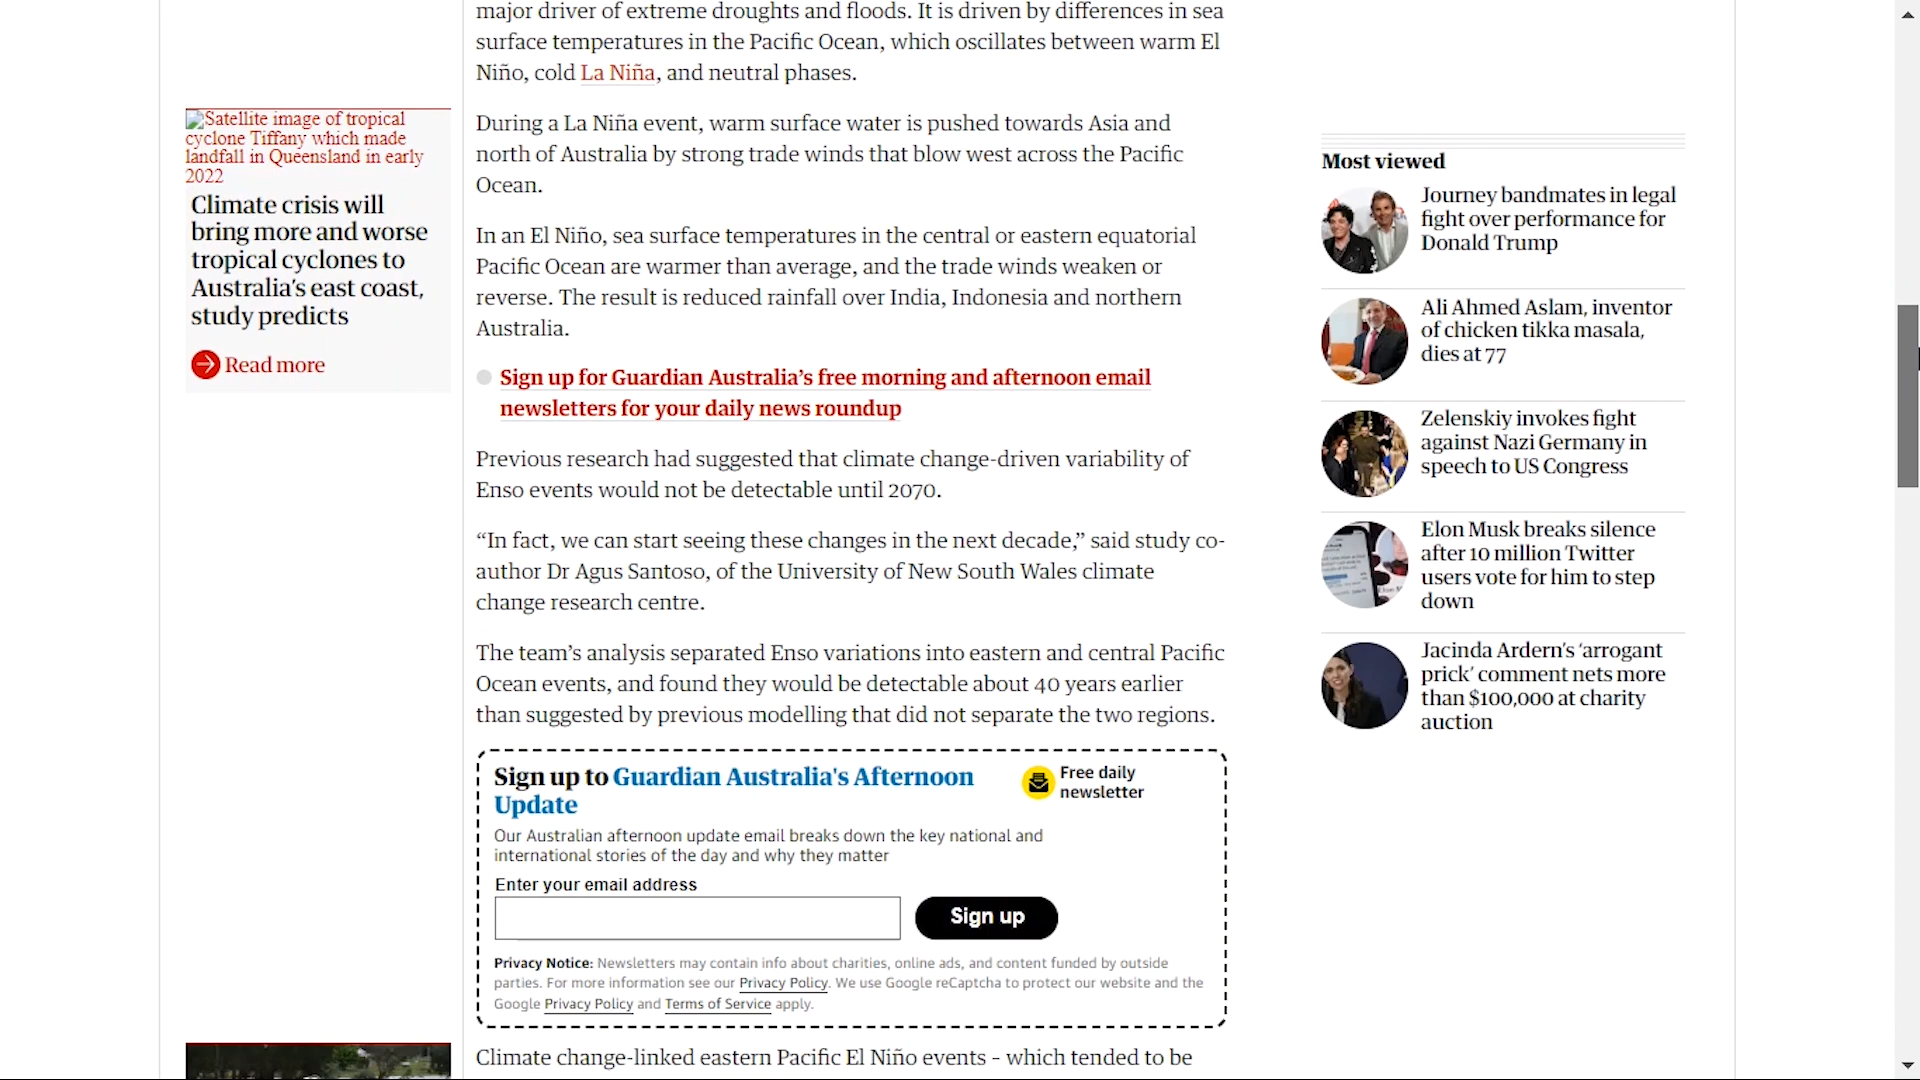 major driver of extreme droughts and floods. It is driven by differences in sea
surface temperatures in the Pacific Ocean, which oscillates between warm El
Niño, cold La Niña, and neutral phases.
Satellite image of tropical
cyclone Tiffany which made
landfall in Queensland in early
2022
Climate crisis will
bring more and worse
tropical cyclones to
Australia’s east coast,
study predicts
Read more
During a La Niña event, warm surface water is pushed towards Asia and
north of Australia by strong trade winds that blow west across the Pacific
Ocean.
In an El Niño, sea surface temperatures in the central or eastern equatorial
Pacific Ocean are warmer than average, and the trade winds weaken or
reverse. The result is reduced rainfall over India, Indonesia and northern
Australia.
Sign up for Guardian Australia’s free morning and afternoon email
newsletters for your daily news roundup
Previous research had suggested that climate change-driven variability of
Enso events would not be detectable until 2070.
“In fact, we can start seeing these changes in the next decade,” said study co-
author Dr Agus Santoso, of the University of New South Wales climate
change research centre.
The team’s analysis separated Enso variations into eastern and central Pacific
Ocean events, and found they would be detectable about 40 years earlier
than suggested by previous modelling that did not separate the two regions.
Sign up to Guardian Australia's Afternoon
Update
Free daily
newsletter
Our Australian afternoon update email breaks down the key national and
international stories of the day and why they matter
Enter your email address
Sign up
Privacy Notice: Newsletters may contain info about charities, online ads, and content funded by outside
parties. For more information see our Privacy Policy. We use Google reCaptcha to protect our website and the
Google Privacy Policy and Terms of Service apply.
Climate change-linked eastern Pacific El Niño events – which tended to be
Most viewed
Journey bandmates in legal
fight over performance for
Donald Trump
Ali Ahmed Aslam, inventor
of chicken tikka masala,
dies at 77
Zelenskiy invokes fight
against Nazi Germany in
speech to US Congress
Elon Musk breaks silence
after 10 million Twitter
users vote for him to step
down
Jacinda Ardern’s ‘arrogant
prick’ comment nets more
than $100,000 at charity
auction